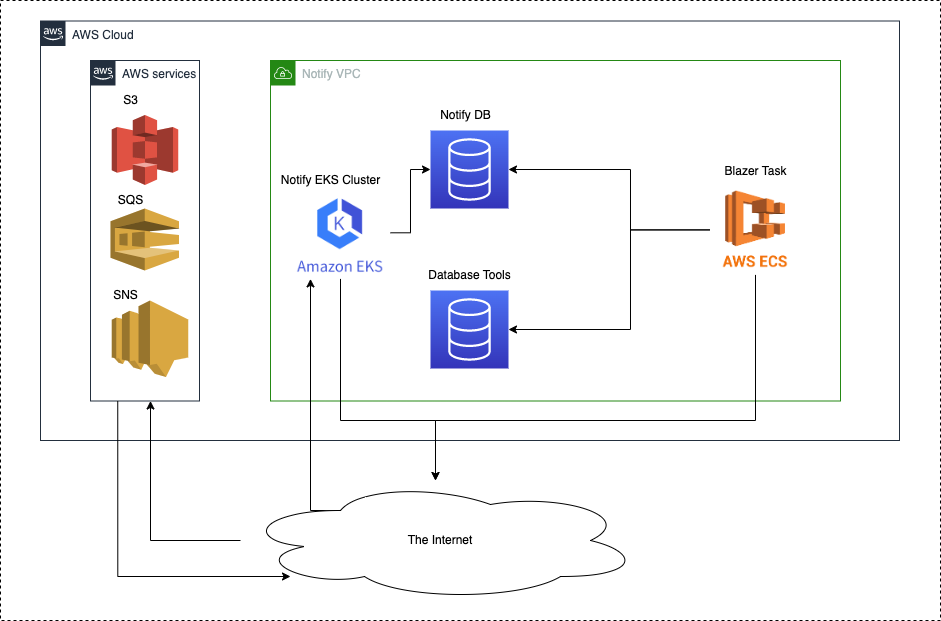 aws
AWS Cloud
aws
AWS services
Notify VPC
S3
Notify DB
Blazer Task
Notify EKS Cluster
SQS
K
AWS ECS
Amazon EKS
Database Tools
SNS
The Internet